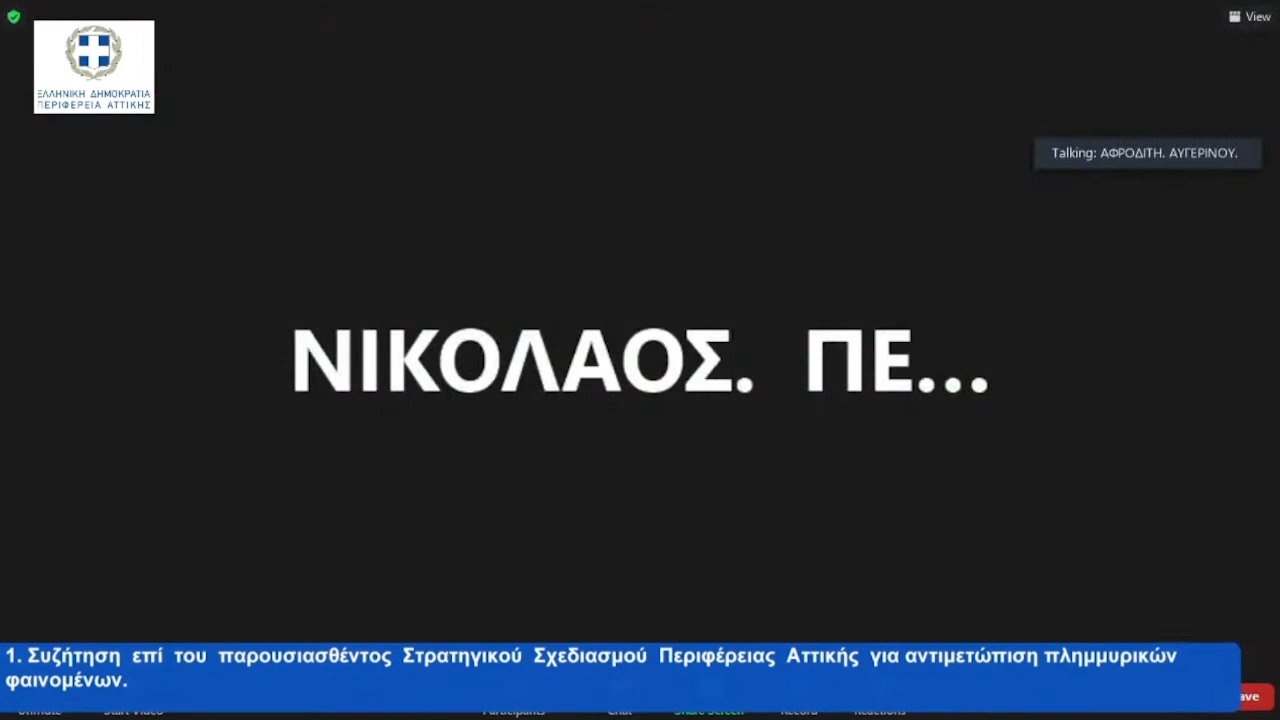 View
ΕΛΛΗΝΙΚΗ ΔΗΜΟΚΡΑΤΙΑ
ΠΕΡΙΦΕΡΕΙΑ ΑΤΤΙΚΗΣ
Talking: ΑΦΡΟΔΙΤΗ. ΑΥΓΕΡΙΝΟΥ.
ΝΙΚΟΛΑΟΣ. ΠΕ...
1. Συζήτηση επί του παρουσιασθέντος Στρατηγικού Σχεδιασμού Περιφέρειας Αττικής για αντιμετώπιση πλημμυρικών
φαινομένων.